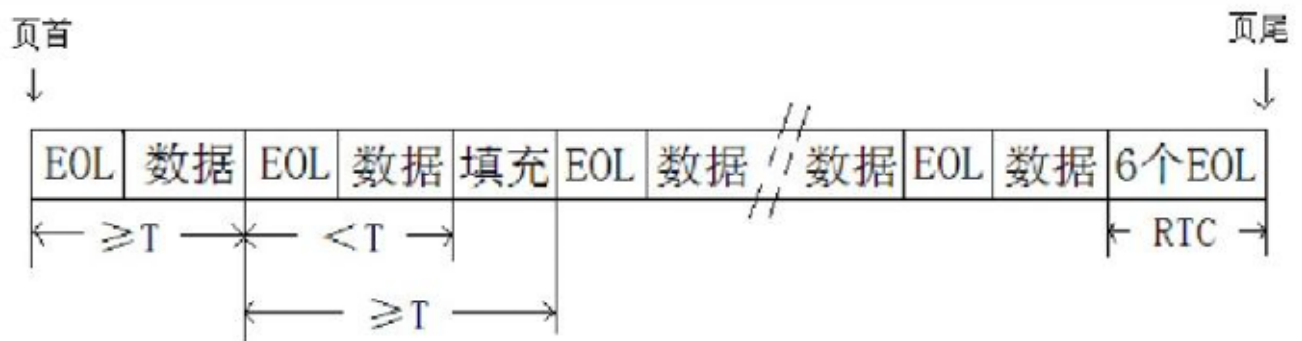 页首 页尾
EOL 数据 EOL 数据 填充 EOL 数据 数据 EOL 数据 6个EOL
≥T <T RTC
≥T